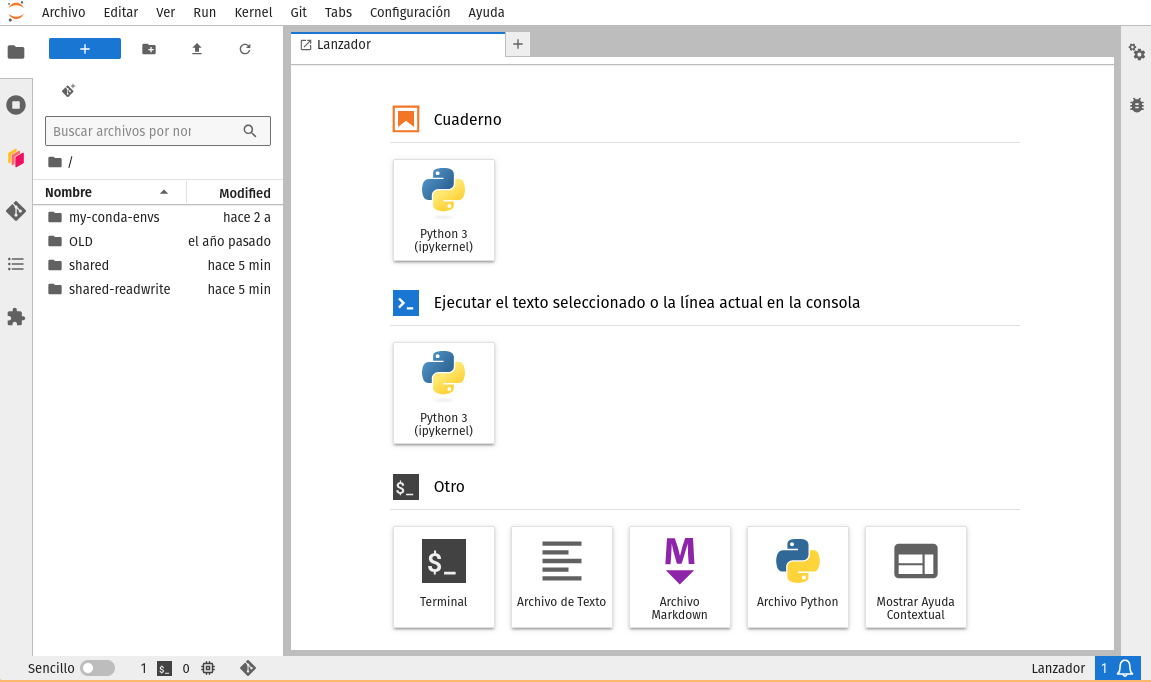 Archivo Editar Ver Run Kernel Git Tabs Configuración Ayuda
Lanzador
Buscar archivos por nor
/
Nombre Modified
my-conda-envs hace 2 a
OLD el año pasado
shared hace 5 min
shared-readwrite hace 5 min
Cuaderno
Python 3
(ipykernel)
Ejecutar el texto seleccionado o la línea actual en la consola
Python 3
(ipykernel)
$_ Otro
$_
Terminal
Archivo de Texto
M
Archivo
Markdown
Archivo Python
Mostrar Ayuda
Contextual
Sencillo 1 $_ 0 Lanzador 1